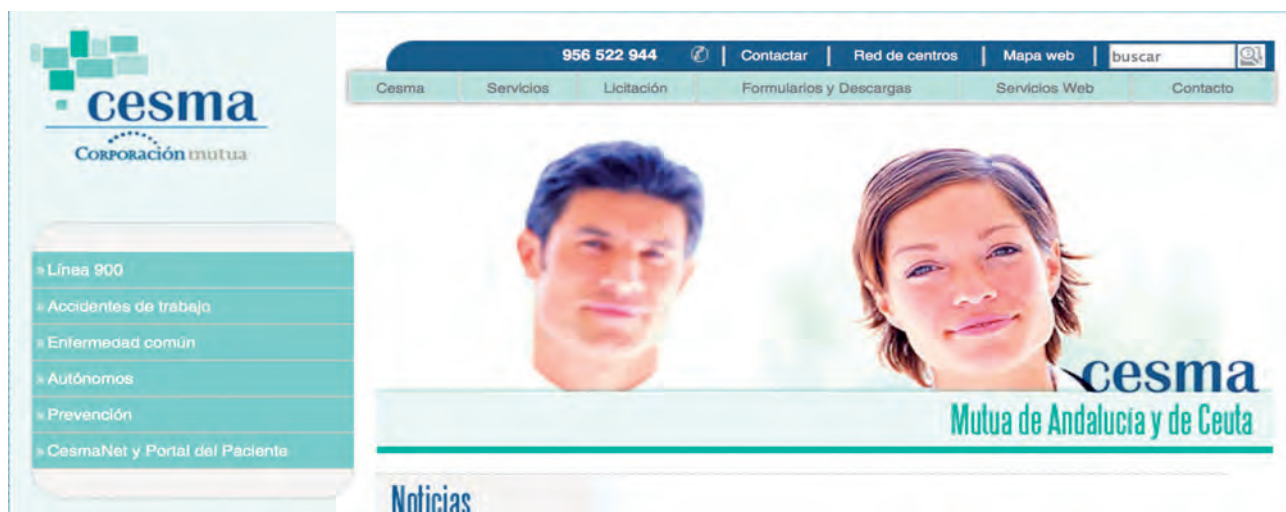 cesma
CORPORACIÓN mutua
956 522 944 Contactar Red de centros Mapa web buscar
Cesma Servicios Licitación Formularios y Descargas Servicios Web Contacto
» Línea 900
» Accidentes de trabajo
» Enfermedad común
» Autónomos
» Prevención
» CesmaNet y Portal del Paciente
cesma
Mutua de Andalucía y de Ceuta
Noticias